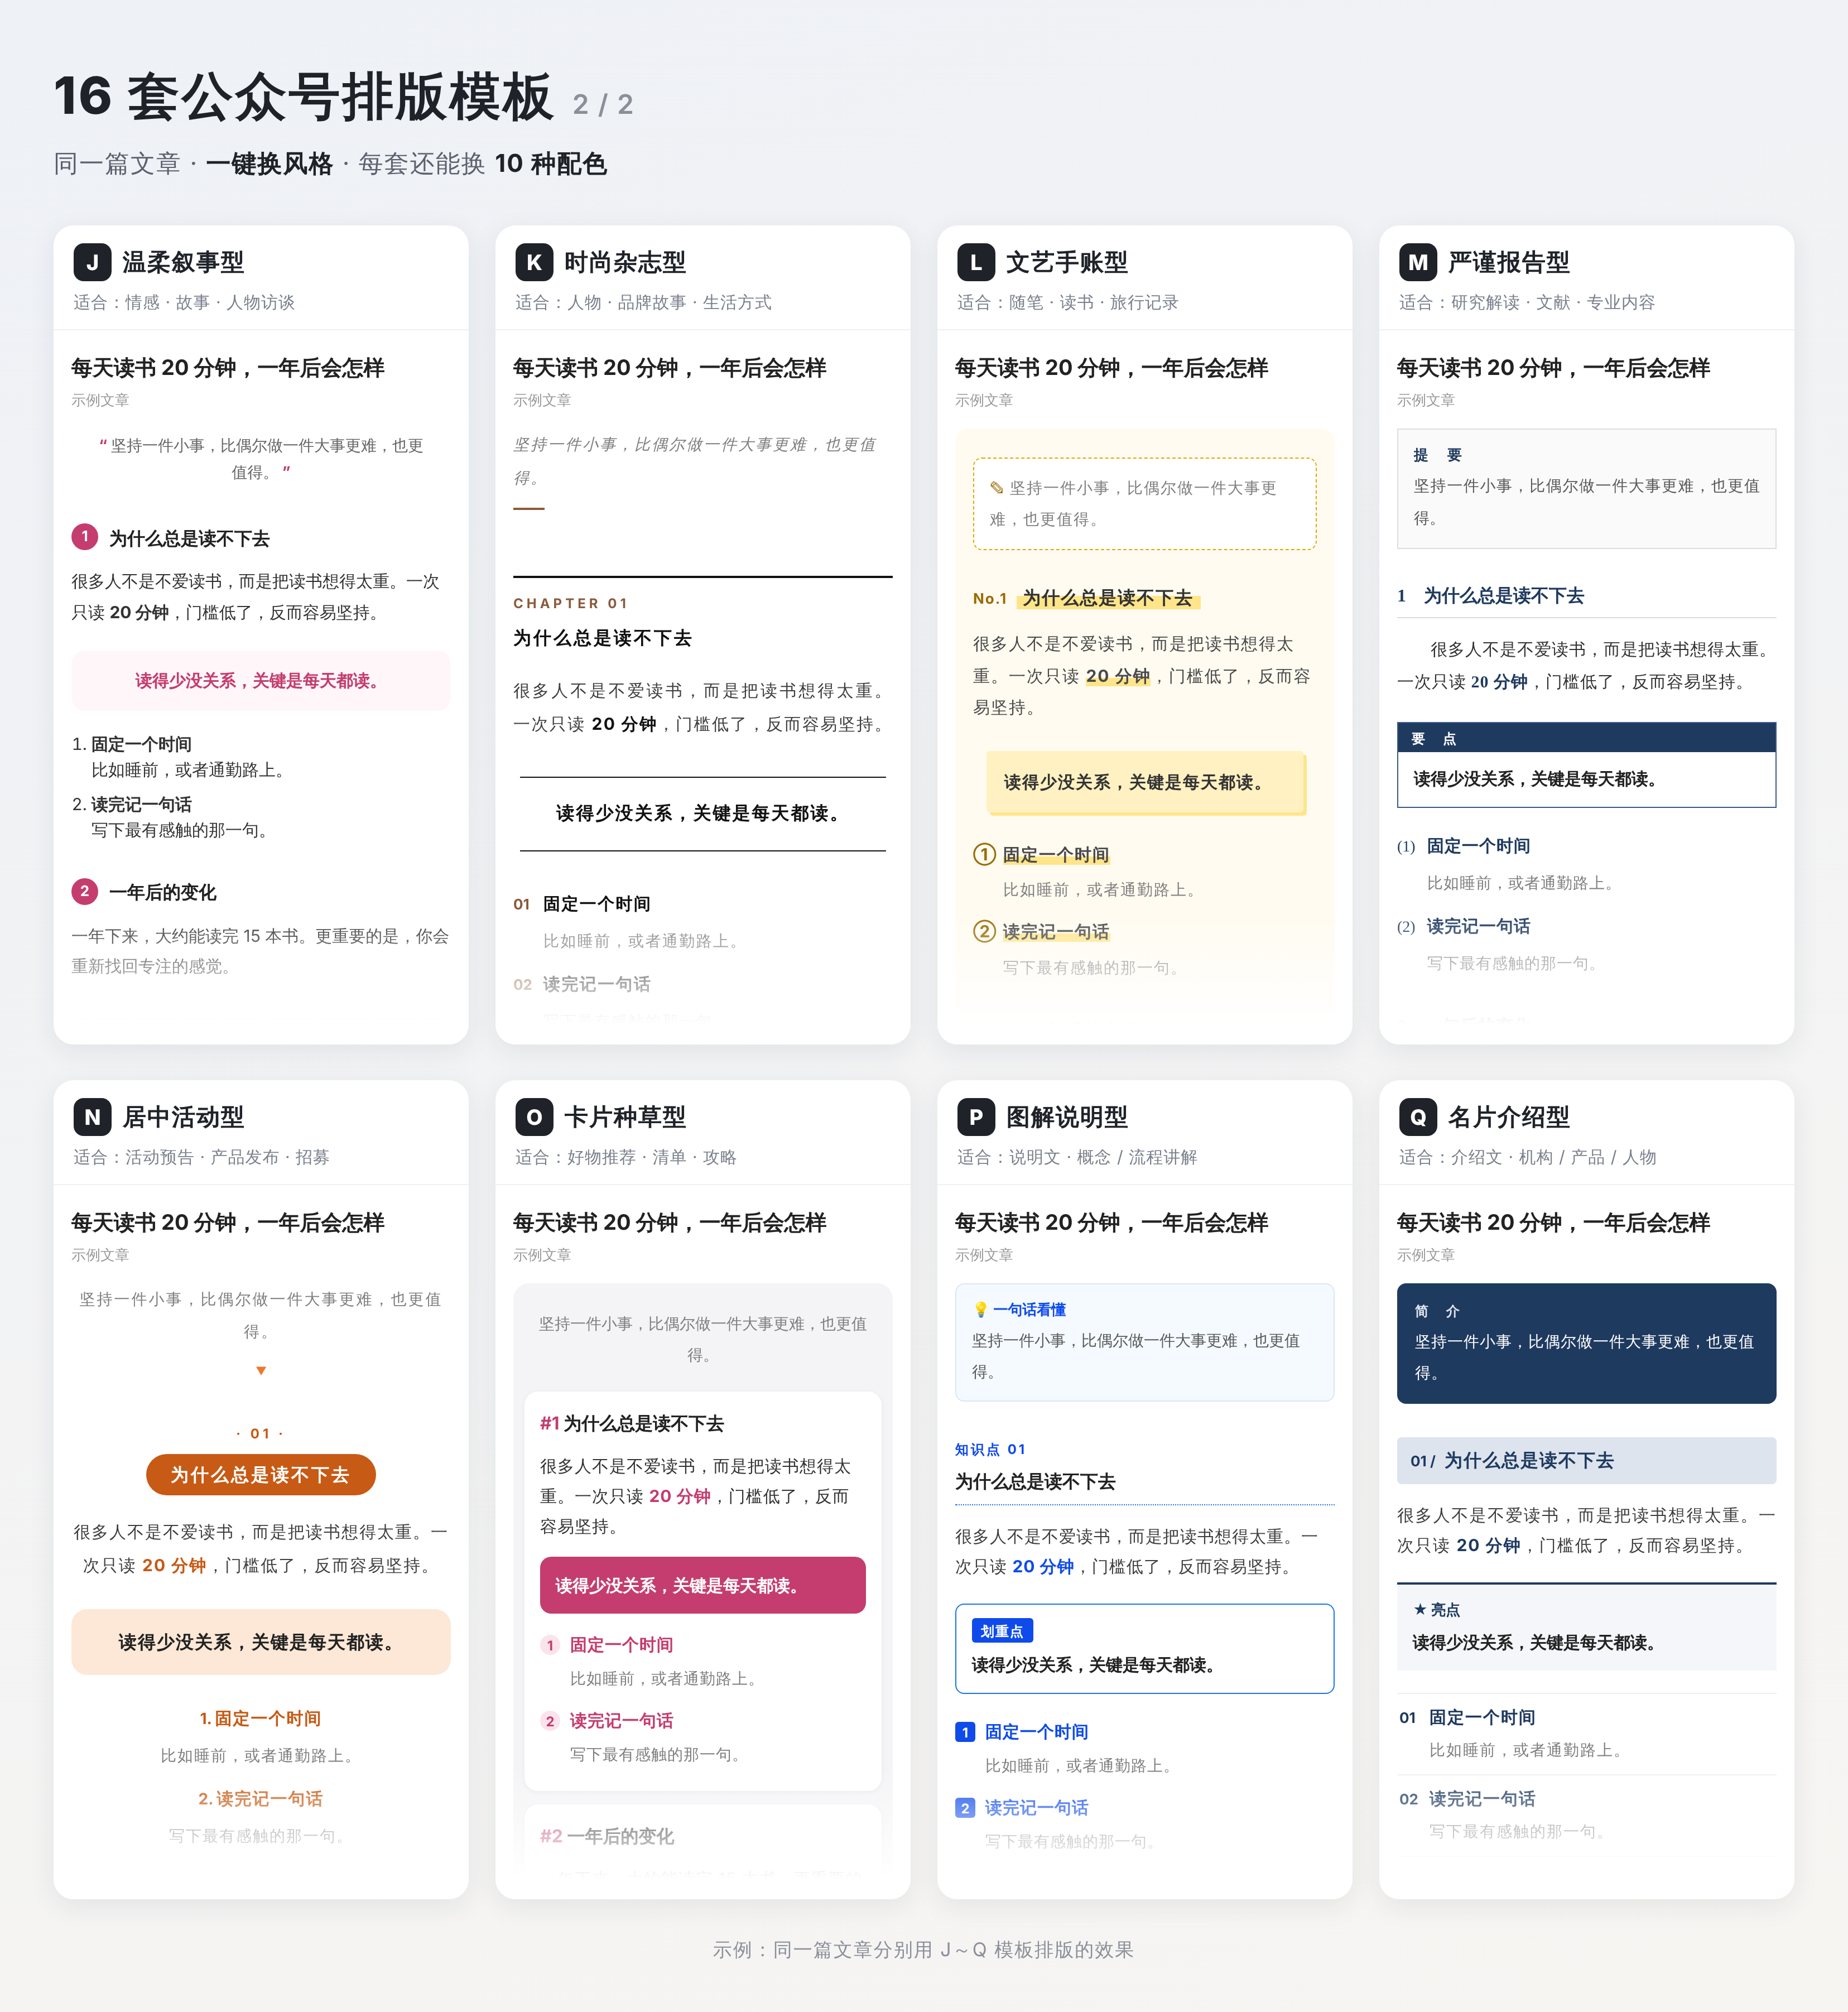 16 套公众号排版模板 2 / 2
同一篇文章 · 一键换风格 · 每套还能换 10 种配色
J 温柔叙事型
适合：情感 · 故事 · 人物访谈
每天读书 20 分钟，一年后会怎样
示例文章
“ 坚持一件小事，比偶尔做一件大事更难，也更
值得。”
1 为什么总是读不下去
很多人不是不爱读书，而是把读书想得太重。一次
只读 20 分钟，门槛低了，反而容易坚持。
读得少没关系，关键是每天都读。
1. 固定一个时间
比如睡前，或者通勤路上。
2. 读完记一句话
写下最有感触的那一句。
2 一年后的变化
一年下来，大约能读完 15 本书。更重要的是，你会
重新找回专注的感觉。
K 时尚杂志型
适合：人物 · 品牌故事 · 生活方式
每天读书 20 分钟，一年后会怎样
示例文章
坚持一件小事，比偶尔做一件大事更难，也更值
得。
CHAPTER 01
为什么总是读不下去
很多人不是不爱读书，而是把读书想得太重。
一次只读 20 分钟，门槛低了，反而容易坚持。
读得少没关系，关键是每天都读。
01 固定一个时间
比如睡前，或者通勤路上。
02 读完记一句话
L 文艺手账型
适合：随笔 · 读书 · 旅行记录
每天读书 20 分钟，一年后会怎样
示例文章
✎ 坚持一件小事，比偶尔做一件大事更
难，也更值得。
No.1 为什么总是读不下去
很多人不是不爱读书，而是把读书想得太
重。一次只读 20 分钟，门槛低了，反而容
易坚持。
读得少没关系，关键是每天都读。
① 固定一个时间
比如睡前，或者通勤路上。
② 读完记一句话
写下最有感触的那一句。
M 严谨报告型
适合：研究解读 · 文献 · 专业内容
每天读书 20 分钟，一年后会怎样
示例文章
提 要
坚持一件小事，比偶尔做一件大事更难，也更值
得。
1 为什么总是读不下去
很多人不是不爱读书，而是把读书想得太重。
一次只读 20 分钟，门槛低了，反而容易坚持。
要 点
读得少没关系，关键是每天都读。
(1) 固定一个时间
比如睡前，或者通勤路上。
(2) 读完记一句话
写下最有感触的那一句。
N 居中活动型
适合：活动预告 · 产品发布 · 招募
每天读书 20 分钟，一年后会怎样
示例文章
坚持一件小事，比偶尔做一件大事更难，也更值
得。
▼
· 01 ·
为什么总是读不下去
很多人不是不爱读书，而是把读书想得太重。一
次只读 20 分钟，门槛低了，反而容易坚持。
读得少没关系，关键是每天都读。
1. 固定一个时间
比如睡前，或者通勤路上。
2. 读完记一句话
写下最有感触的那一句。
O 卡片种草型
适合：好物推荐 · 清单 · 攻略
每天读书 20 分钟，一年后会怎样
示例文章
坚持一件小事，比偶尔做一件大事更难，也更值
得。
#1 为什么总是读不下去
很多人不是不爱读书，而是把读书想得太
重。一次只读 20 分钟，门槛低了，反而
容易坚持。
读得少没关系，关键是每天都读。
1 固定一个时间
比如睡前，或者通勤路上。
2 读完记一句话
写下最有感触的那一句。
#2 一年后的变化
P 图解说明型
适合：说明文 · 概念 / 流程讲解
每天读书 20 分钟，一年后会怎样
示例文章
💡 一句话看懂
坚持一件小事，比偶尔做一件大事更难，也更值
得。
知识点 01
为什么总是读不下去
很多人不是不爱读书，而是把读书想得太重。一
次只读 20 分钟，门槛低了，反而容易坚持。
划重点
读得少没关系，关键是每天都读。
1 固定一个时间
比如睡前，或者通勤路上。
2 读完记一句话
写下最有感触的那一句。
Q 名片介绍型
适合：介绍文 · 机构 / 产品 / 人物
每天读书 20 分钟，一年后会怎样
示例文章
简 介
坚持一件小事，比偶尔做一件大事更难，也更值
得。
01 / 为什么总是读不下去
很多人不是不爱读书，而是把读书想得太重。一
次只读 20 分钟，门槛低了，反而容易坚持。
★ 亮点
读得少没关系，关键是每天都读。
01 固定一个时间
比如睡前，或者通勤路上。
02 读完记一句话
写下最有感触的那一句。
示例：同一篇文章分别用 J～Q 模板排版的效果